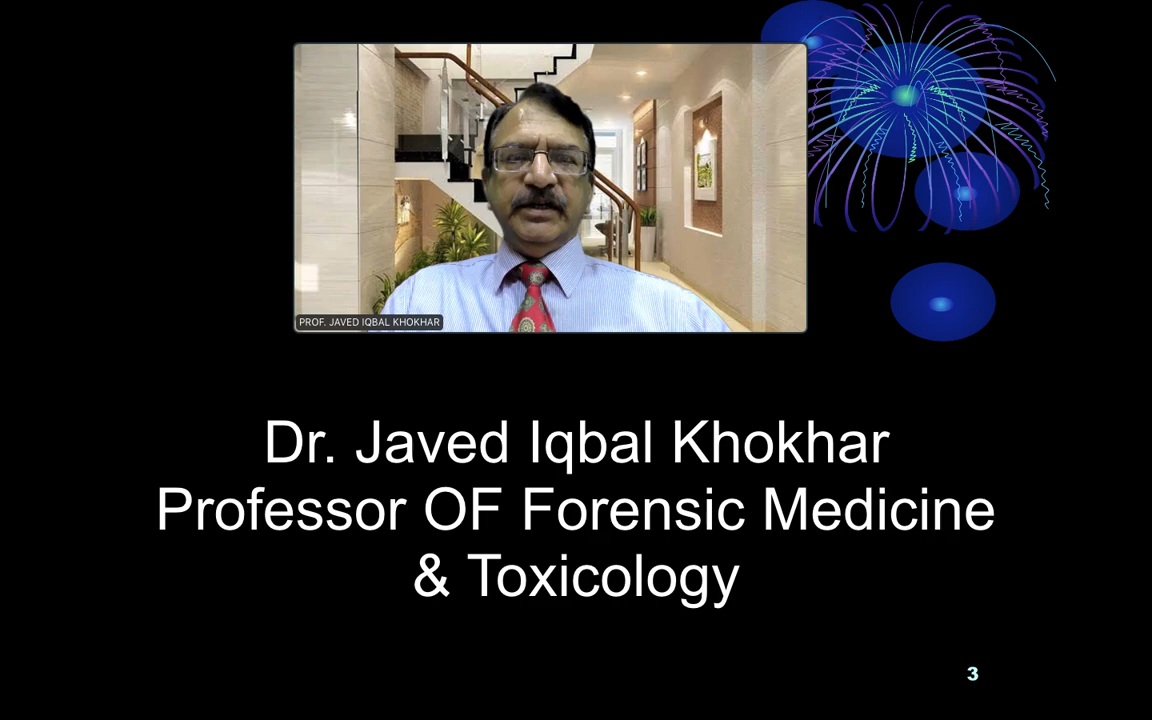 PROF. JAVED IQBAL KHOKHAR
Dr. Javed Iqbal Khokhar
Professor OF Forensic Medicine
& Toxicology
3